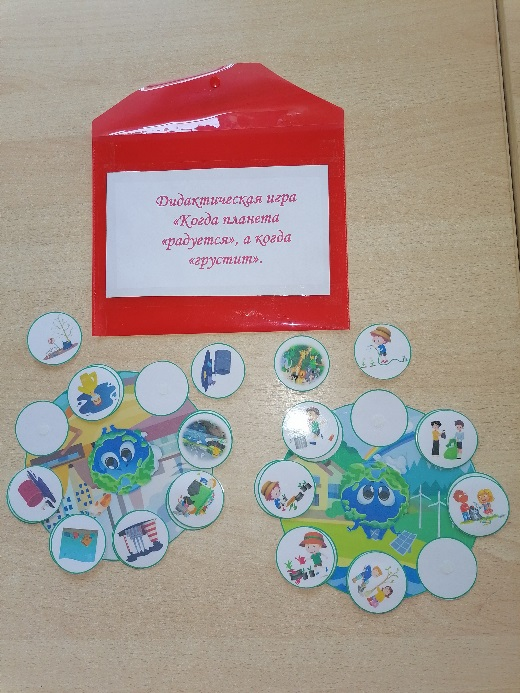 Дидактическая игра
«Когда планета
«радуется», а когда
«грустит».